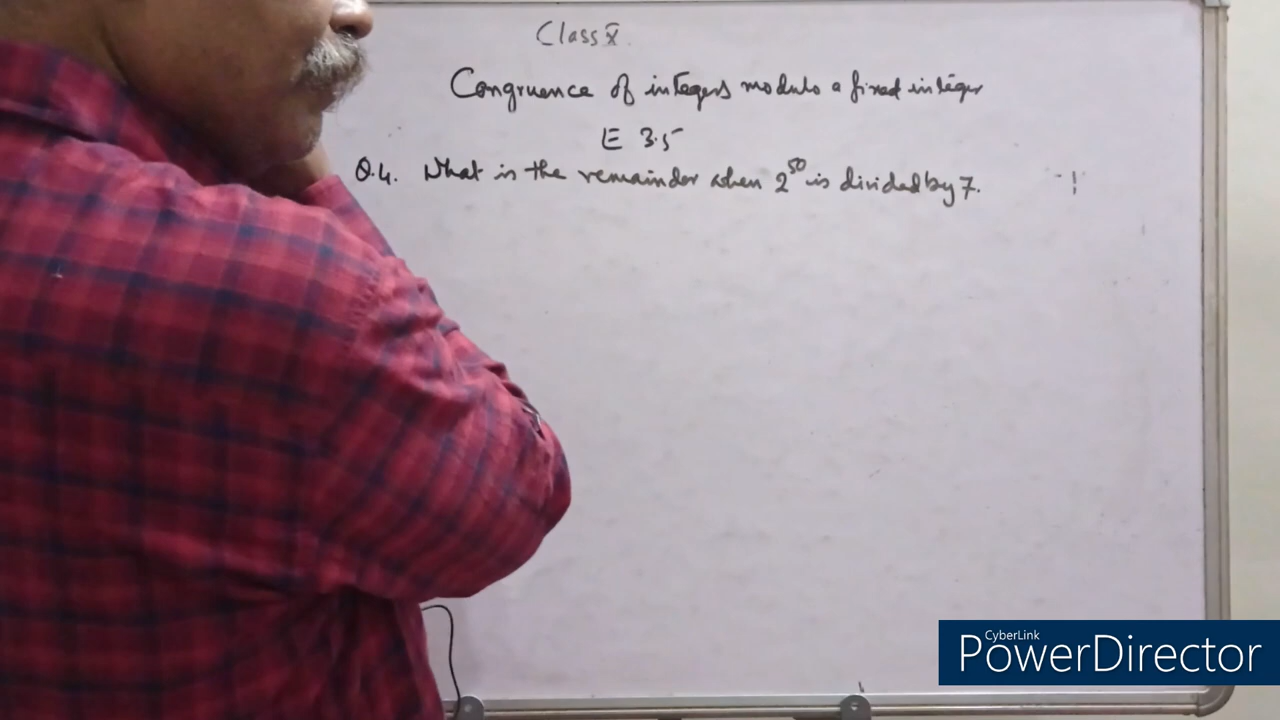 Class X
Congruence of integers modulo a fixed integer
E 3.5
Q.4. What is the remainder when 2^50 is divided by 7.
CyberLink
PowerDirector